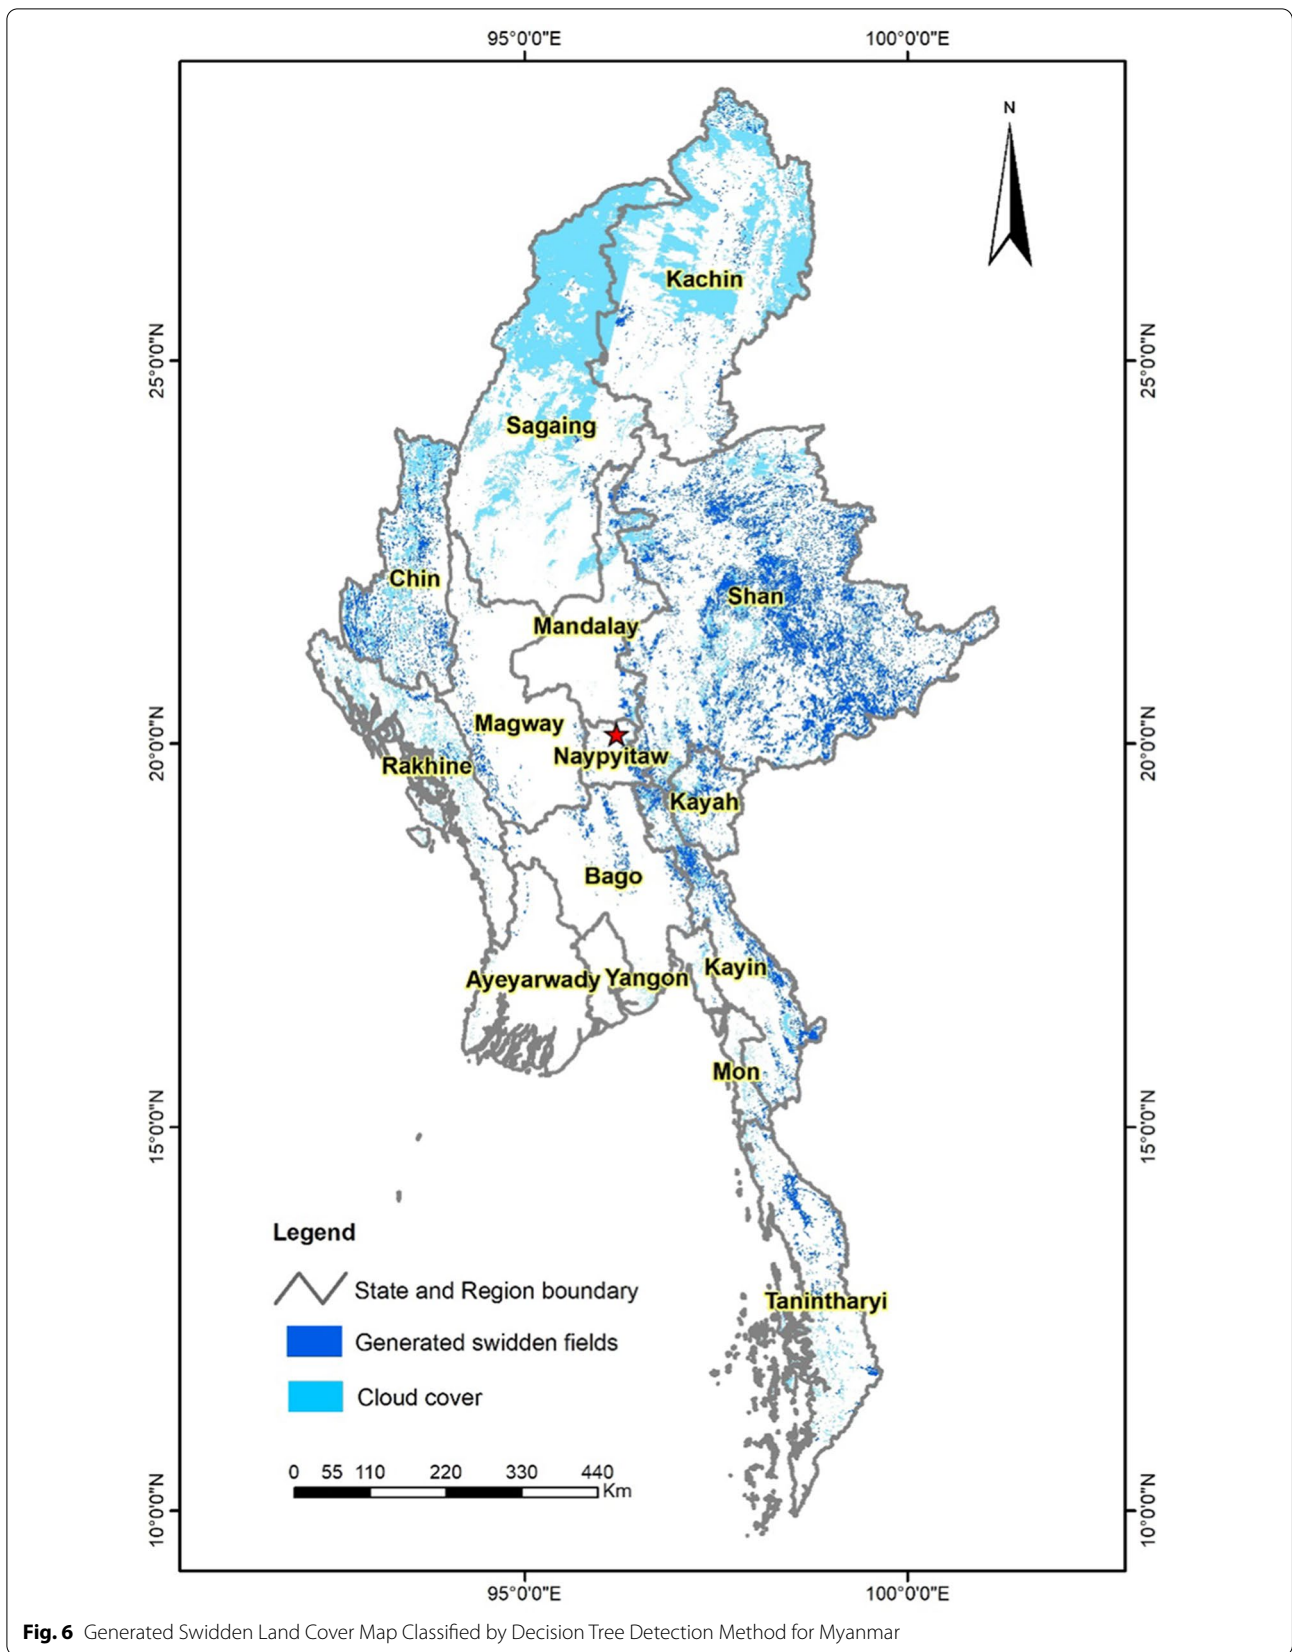 95°0'0"E
100°0'0"E
N
Kachin
25°0'0"N
25°0'0"N
Sagaing
Chin
Shan
Mandalay
Magway
Naypyitaw
20°0'0"N
20°0'0"N
Rakhine
Kayah
Bago
Kayin
Ayeyarwady
Yangon
Mon
15°0'0"N
15°0'0"N
Legend
State and Region boundary
Tanintharyi
Generated swidden fields
Cloud cover
0 55 110 220 330 440
Km
10°0'0"N
10°0'0"N
95°0'0"E
100°0'0"E
Fig. 6 Generated Swidden Land Cover Map Classified by Decision Tree Detection Method for Myanmar